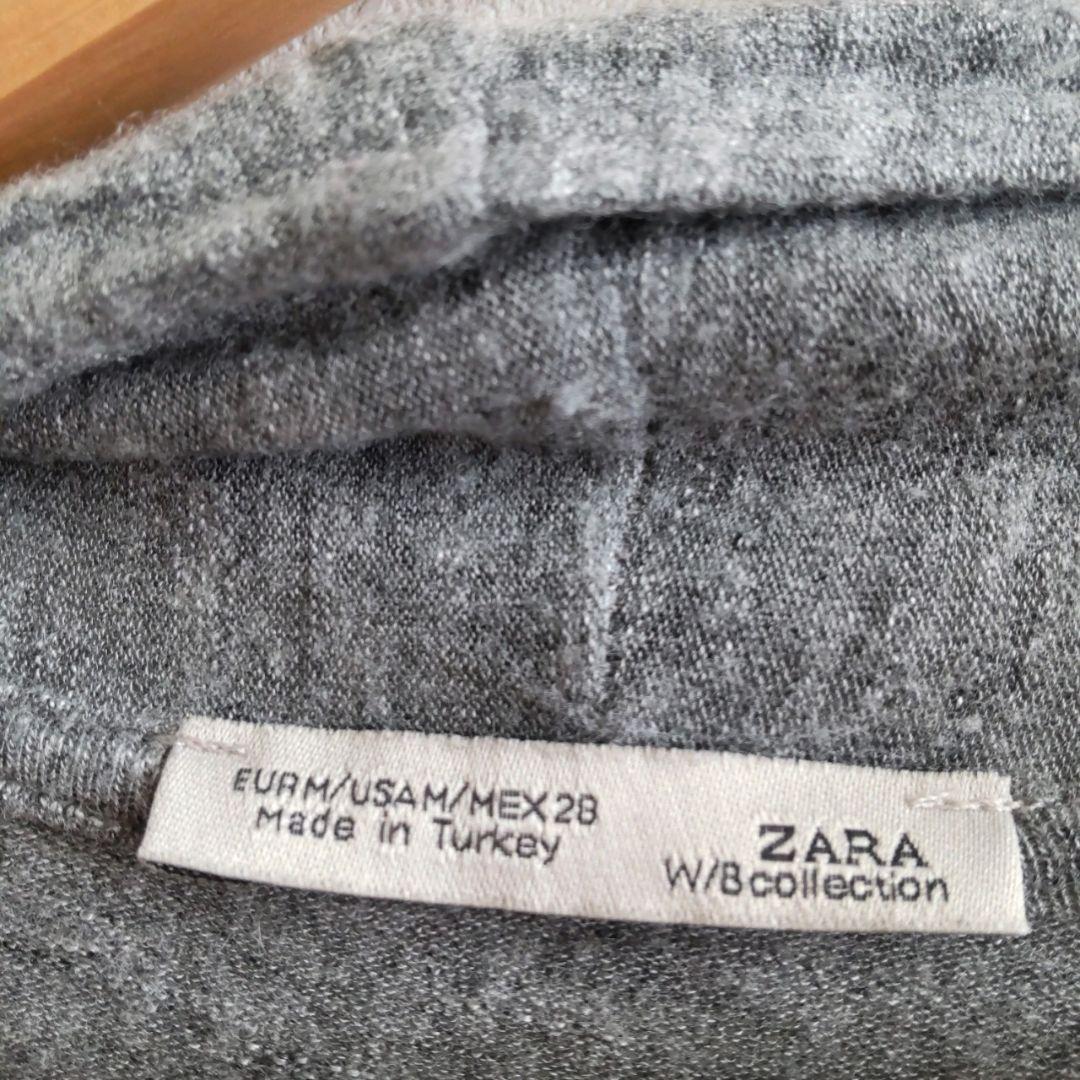 EUR M/USA M/MEX 28
Made in Turkey
ZARA
W/B collection